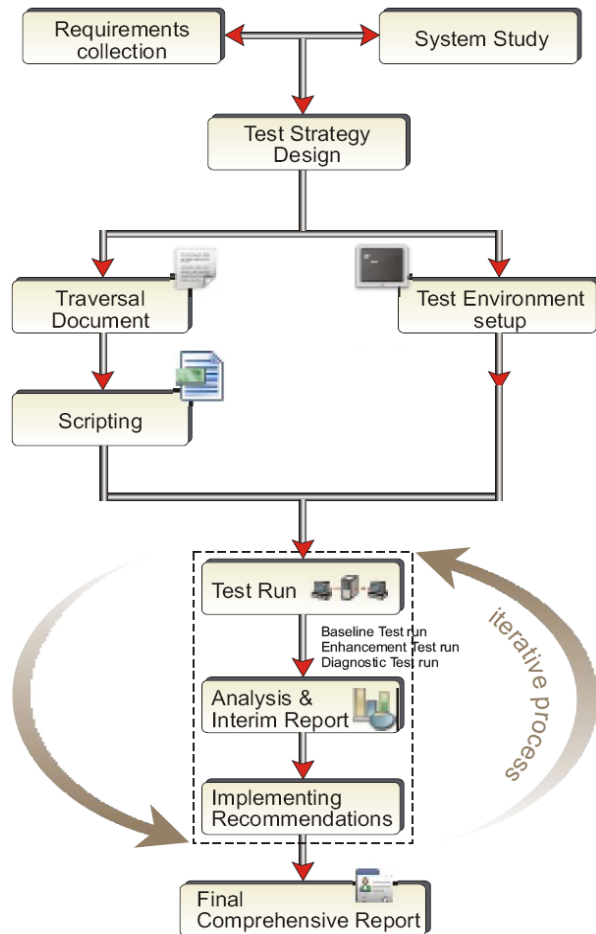 Requirements
collection
System Study
Test Strategy
Design
Traversal
Document
Test Environment
setup
Scripting
Test Run
Baseline Test run
Enhancement Test run
Diagnostic Test run
iterative process
Analysis &
Interim Report
Implementing
Recommendations
Final
Comprehensive Report